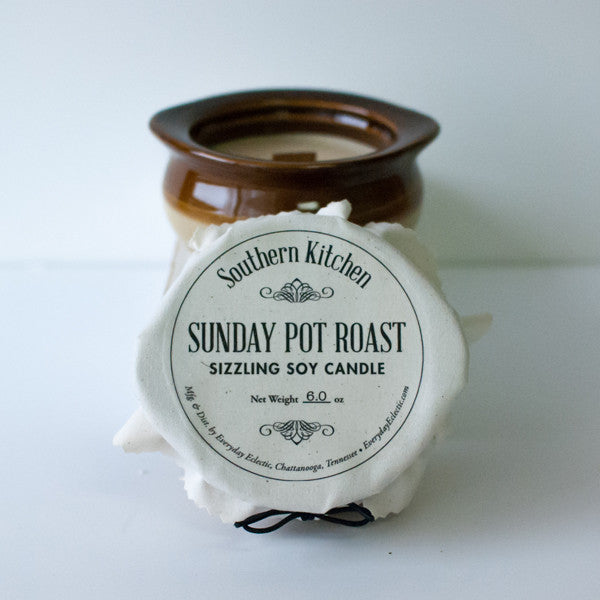 Southern Kitchen
SUNDAY POT ROAST
SIZZLING SOY CANDLE
Net Weight 6.0 oz
Mfg & Dist. by Everyday Eclectic, Chattanooga, Tennessee • EverydayEclectic.com